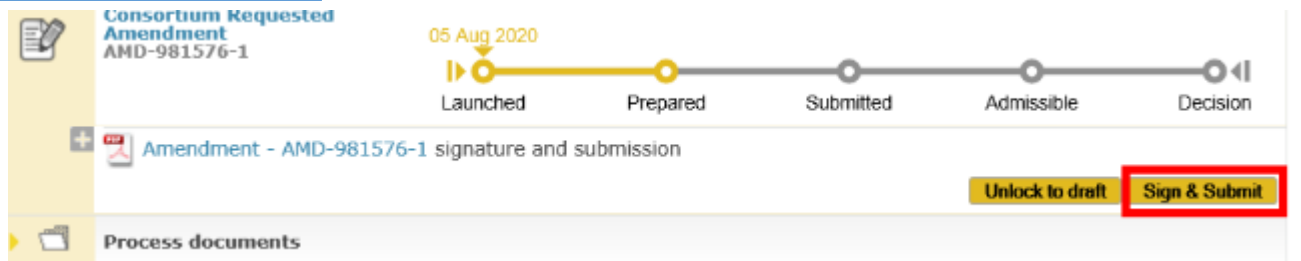 Consortium Requested
Amendment
AMD-981576-1
05 Aug 2020
Launched Prepared Submitted Admissible Decision
PDF Amendment - AMD-981576-1 signature and submission
Unlock to draft Sign & Submit
Process documents